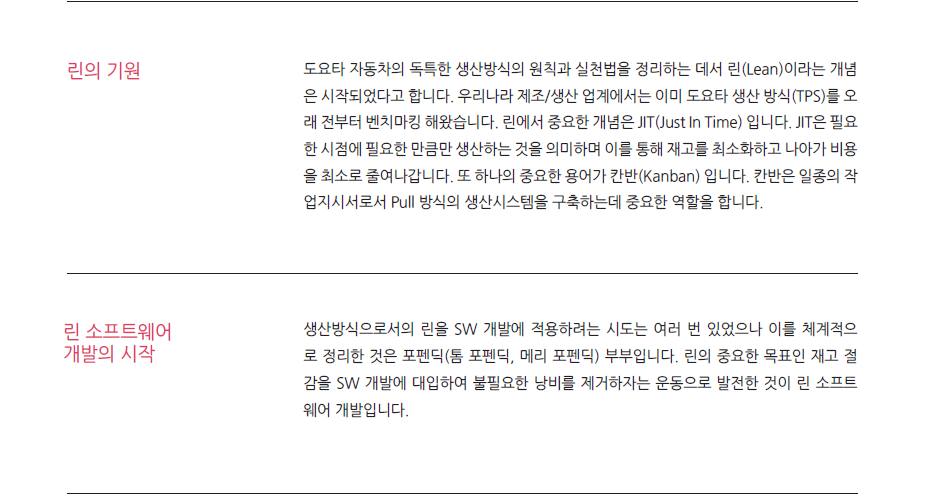 린의 기원
도요타 자동차의 독특한 생산방식의 원칙과 실천법을 정리하는 데서 린(Lean)이라는 개념
은 시작되었다고 합니다. 우리나라 제조/생산 업계에서는 이미 도요타 생산 방식(TPS)를 오
래 전부터 벤치마킹 해왔습니다. 린에서 중요한 개념은 JIT(Just In Time) 입니다. JIT은 필요
한 시점에 필요한 만큼만 생산하는 것을 의미하며 이를 통해 재고를 최소화하고 나아가 비용
을 최소로 줄여나갑니다. 또 하나의 중요한 용어가 칸반(Kanban) 입니다. 칸반은 일종의 작
업지시서로서 Pull 방식의 생산시스템을 구축하는데 중요한 역할을 합니다.
린 소프트웨어
개발의 시작
생산방식으로서의 린을 SW 개발에 적용하려는 시도는 여러 번 있었으나 이를 체계적으
로 정리한 것은 포펜딕(톰 포펜딕, 메리 포펜딕) 부부입니다. 린의 중요한 목표인 재고 절
감을 SW 개발에 대입하여 불필요한 낭비를 제거하자는 운동으로 발전한 것이 린 소프트
웨어 개발입니다.